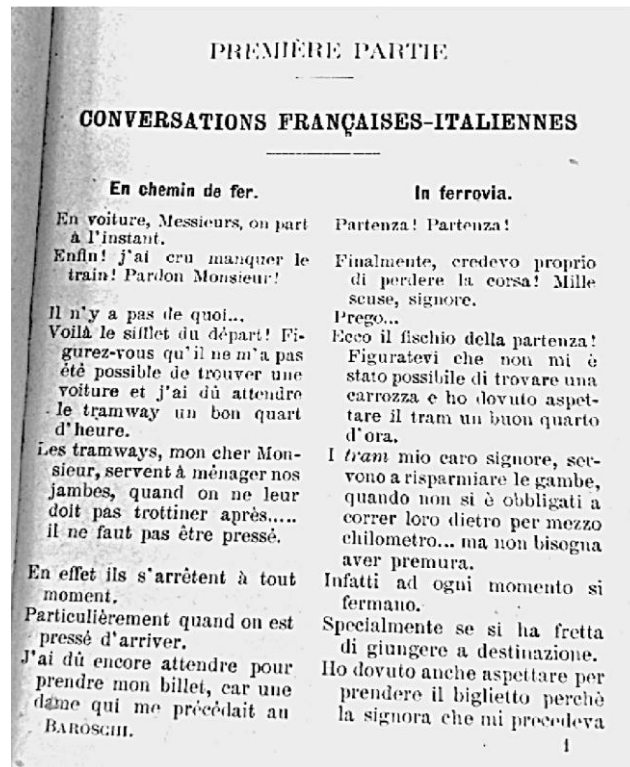 PREMIÈRE PARTIE
CONVERSATIONS FRANÇAISES-ITALIENNES
En chemin de fer.
En voiture, Messieurs, on part
à l'instant.
Enfin! j'ai cru manquer le
train! Pardon Monsieur!
Il n'y a pas de quoi...
Voilà le sifflet du départ! Fi-
gurez-vous qu'il ne m'a pas
été possible de trouver une
voiture et j'ai dû attendre
le tramway un bon quart
d'heure.
Les tramways, mon cher Mon-
sieur, servent à ménager nos
jambes, quand on ne leur
doit pas trottiner après.....
il ne faut pas être pressé.
En effet ils s'arrêtent à tout
moment.
Particulièrement quand on est
pressé d'arriver.
J'ai dû encore attendre pour
prendre mon billet, car une
dame qui me précédait au
BAROSCHI.
In ferrovia.
Partenza! Partenza!
Finalmente, credevo proprio
di perdere la corsa! Mille
scuse, signore.
Prego...
Ecco il fischio della partenza!
Figuratevi che non mi è
stato possibile di trovare una
carrozza e ho dovuto aspet-
tare il tram un buon quarto
d'ora.
I tram mio caro signore, ser-
vono a risparmiare le gambe,
quando non si è obbligati a
correr loro dietro per mezzo
chilometro... ma non bisogna
aver premura.
Infatti ad ogni momento si
fermano.
Specialmente se si ha fretta
di giungere a destinazione.
Ho dovuto anche aspettare per
prendere il biglietto perchè
la signora che mi precedeva
1